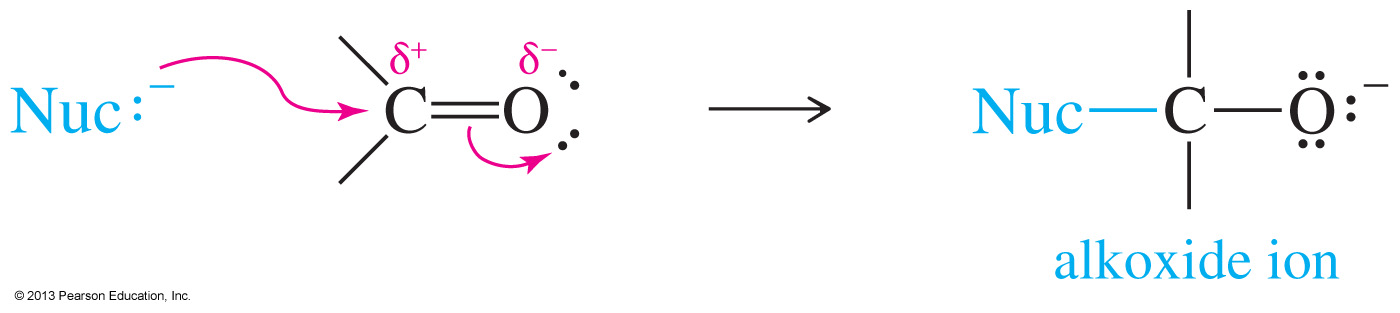 δ+ δ−
Nuc:− C=O Nuc—C—O:−
alkoxide ion
© 2013 Pearson Education, Inc.